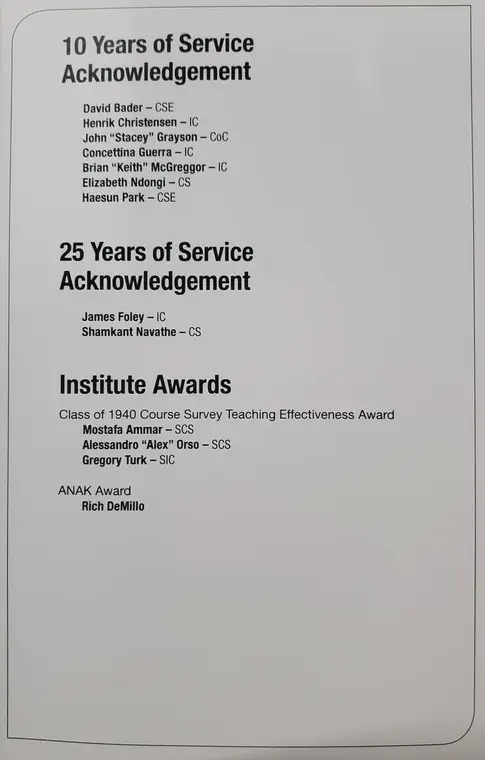 10 Years of Service
Acknowledgement
David Bader – CSE
Henrik Christensen – IC
John “Stacey” Grayson – CoC
Concettina Guerra – IC
Brian “Keith” McGreggor – IC
Elizabeth Ndongi – CS
Haesun Park – CSE
25 Years of Service
Acknowledgement
James Foley – IC
Shamkant Navathe – CS
Institute Awards
Class of 1940 Course Survey Teaching Effectiveness Award
Mostafa Ammar – SCS
Alessandro “Alex” Orso – SCS
Gregory Turk – SIC
ANAK Award
Rich DeMillo